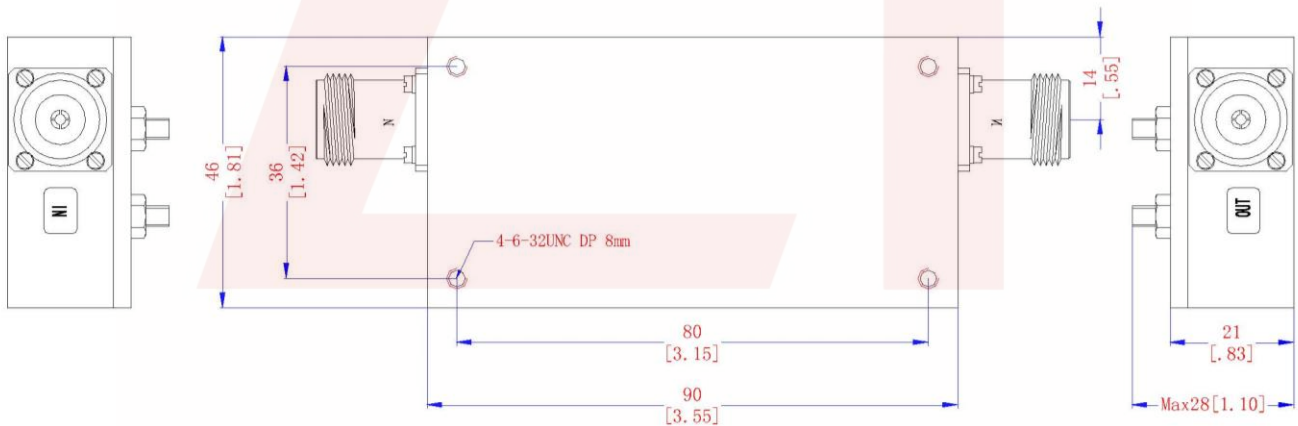 14
[.55]
N
N
46
[1.81]
36
[1.42]
IN
OUT
4-6-32UNC DP 8mm
80
[3.15]
21
[.83]
90
[3.55]
Max28[1.10]